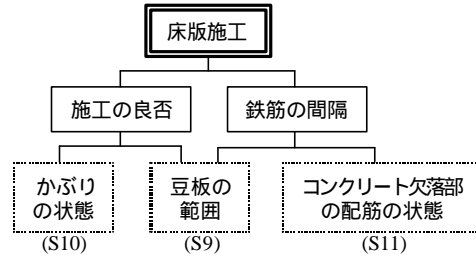 床版施工
施工の良否
鉄筋の間隔
かぶり
の状態
豆板の
範囲
コンクリート欠落部
の配筋の状態
(S10)
(S9)
(S11)